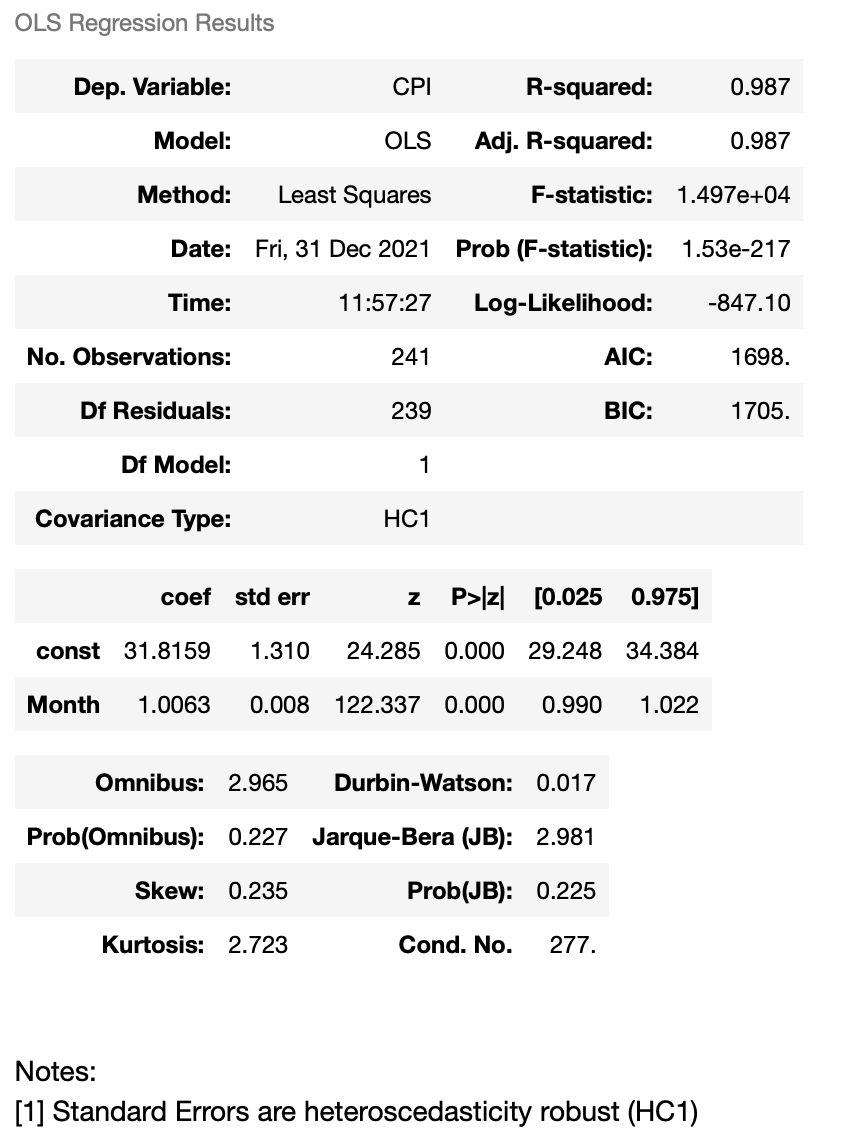 OLS Regression Results
Dep. Variable: CPI R-squared: 0.987
Model: OLS Adj. R-squared: 0.987
Method: Least Squares F-statistic: 1.497e+04
Date: Fri, 31 Dec 2021 Prob (F-statistic): 1.53e-217
Time: 11:57:27 Log-Likelihood: -847.10
No. Observations: 241 AIC: 1698.
Df Residuals: 239 BIC: 1705.
Df Model: 1
Covariance Type: HC1
coef std err z P>|z| [0.025 0.975]
const 31.8159 1.310 24.285 0.000 29.248 34.384
Month 1.0063 0.008 122.337 0.000 0.990 1.022
Omnibus: 2.965 Durbin-Watson: 0.017
Prob(Omnibus): 0.227 Jarque-Bera (JB): 2.981
Skew: 0.235 Prob(JB): 0.225
Kurtosis: 2.723 Cond. No. 277.
Notes:
[1] Standard Errors are heteroscedasticity robust (HC1)